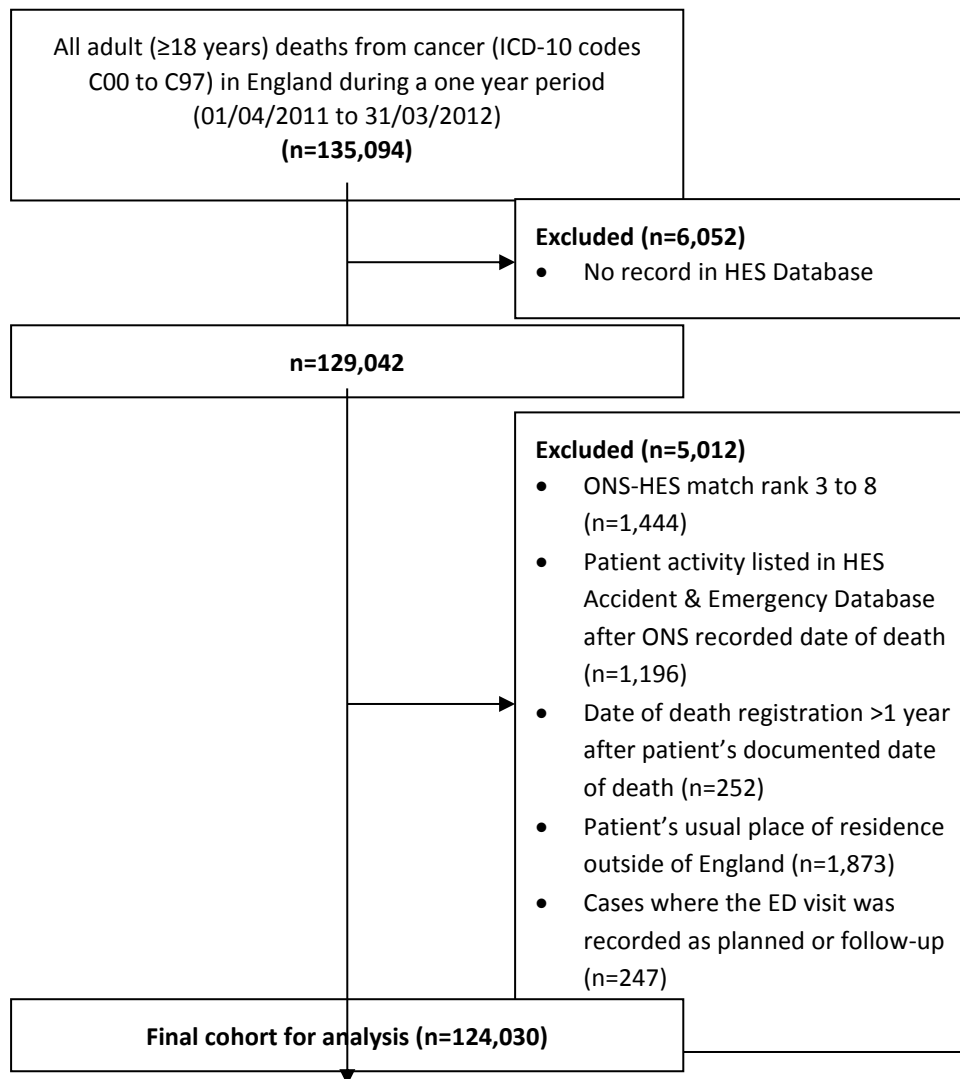 All adult (≥18 years) deaths from cancer (ICD-10 codes
C00 to C97) in England during a one year period
(01/04/2011 to 31/03/2012)
(n=135,094)
Excluded (n=6,052)
• No record in HES Database
n=129,042
Excluded (n=5,012)
• ONS-HES match rank 3 to 8
(n=1,444)
• Patient activity listed in HES
Accident & Emergency Database
after ONS recorded date of death
(n=1,196)
• Date of death registration >1 year
after patient’s documented date
of death (n=252)
• Patient’s usual place of residence
outside of England (n=1,873)
• Cases where the ED visit was
recorded as planned or follow-up
(n=247)
Final cohort for analysis (n=124,030)